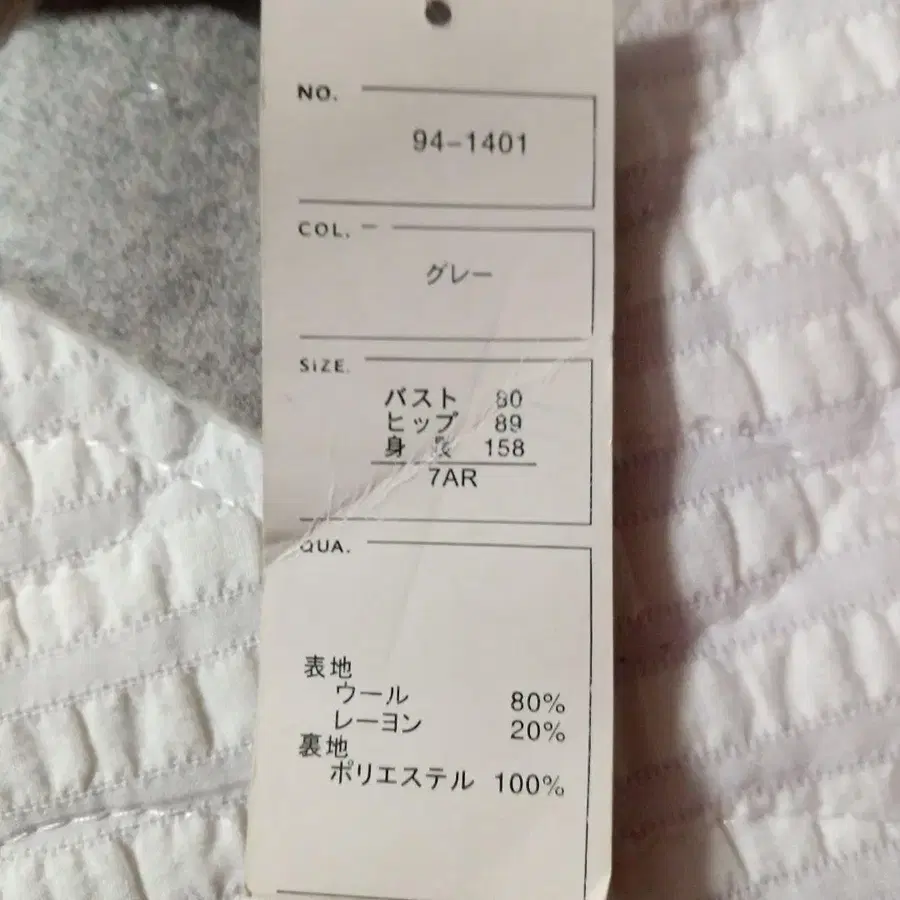 NO.
94-1401
COL.
グレー
SIZE.
バスト 80
ヒップ 89
身 長 158
7AR
QUA.
表地
ウール 80%
レーヨン 20%
裏地
ポリエステル 100%